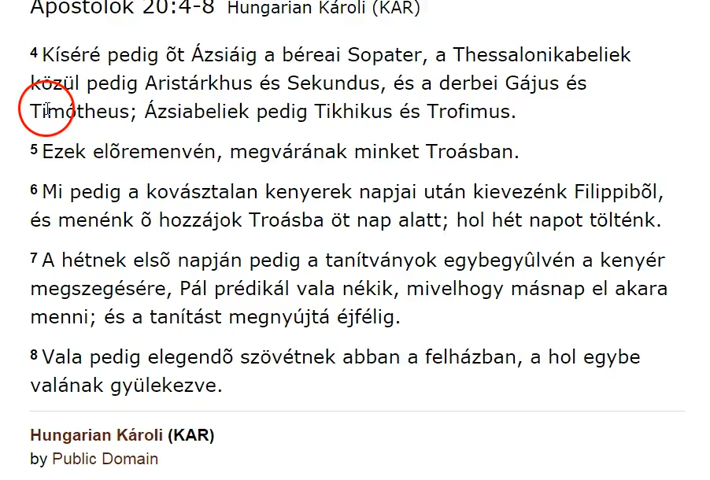 Apostolok 20:4-8 Hungarian Károli (KAR)
4 Kíséré pedig õt Ázsiáig a béreai Sopater, a Thessalonikabeliek
közül pedig Aristárkhus és Sekundus, és a derbei Gájus és
Timótheus; Ázsiabeliek pedig Tikhikus és Trofimus.
5 Ezek elõremenvén, megvárának minket Troásban.
6 Mi pedig a kovásztalan kenyerek napjai után kievezénk Filippibõl,
és menénk õ hozzájok Troásba öt nap alatt; hol hét napot tölténk.
7 A hétnek elsõ napján pedig a tanítványok egybegyûlvén a kenyér
megszegésére, Pál prédikál vala nékik, mivelhogy másnap el akara
menni; és a tanítást megnyújtá éjfélig.
8 Vala pedig elegendõ szövétnek abban a felházban, a hol egybe
valának gyülekezve.
Hungarian Károli (KAR)
by Public Domain